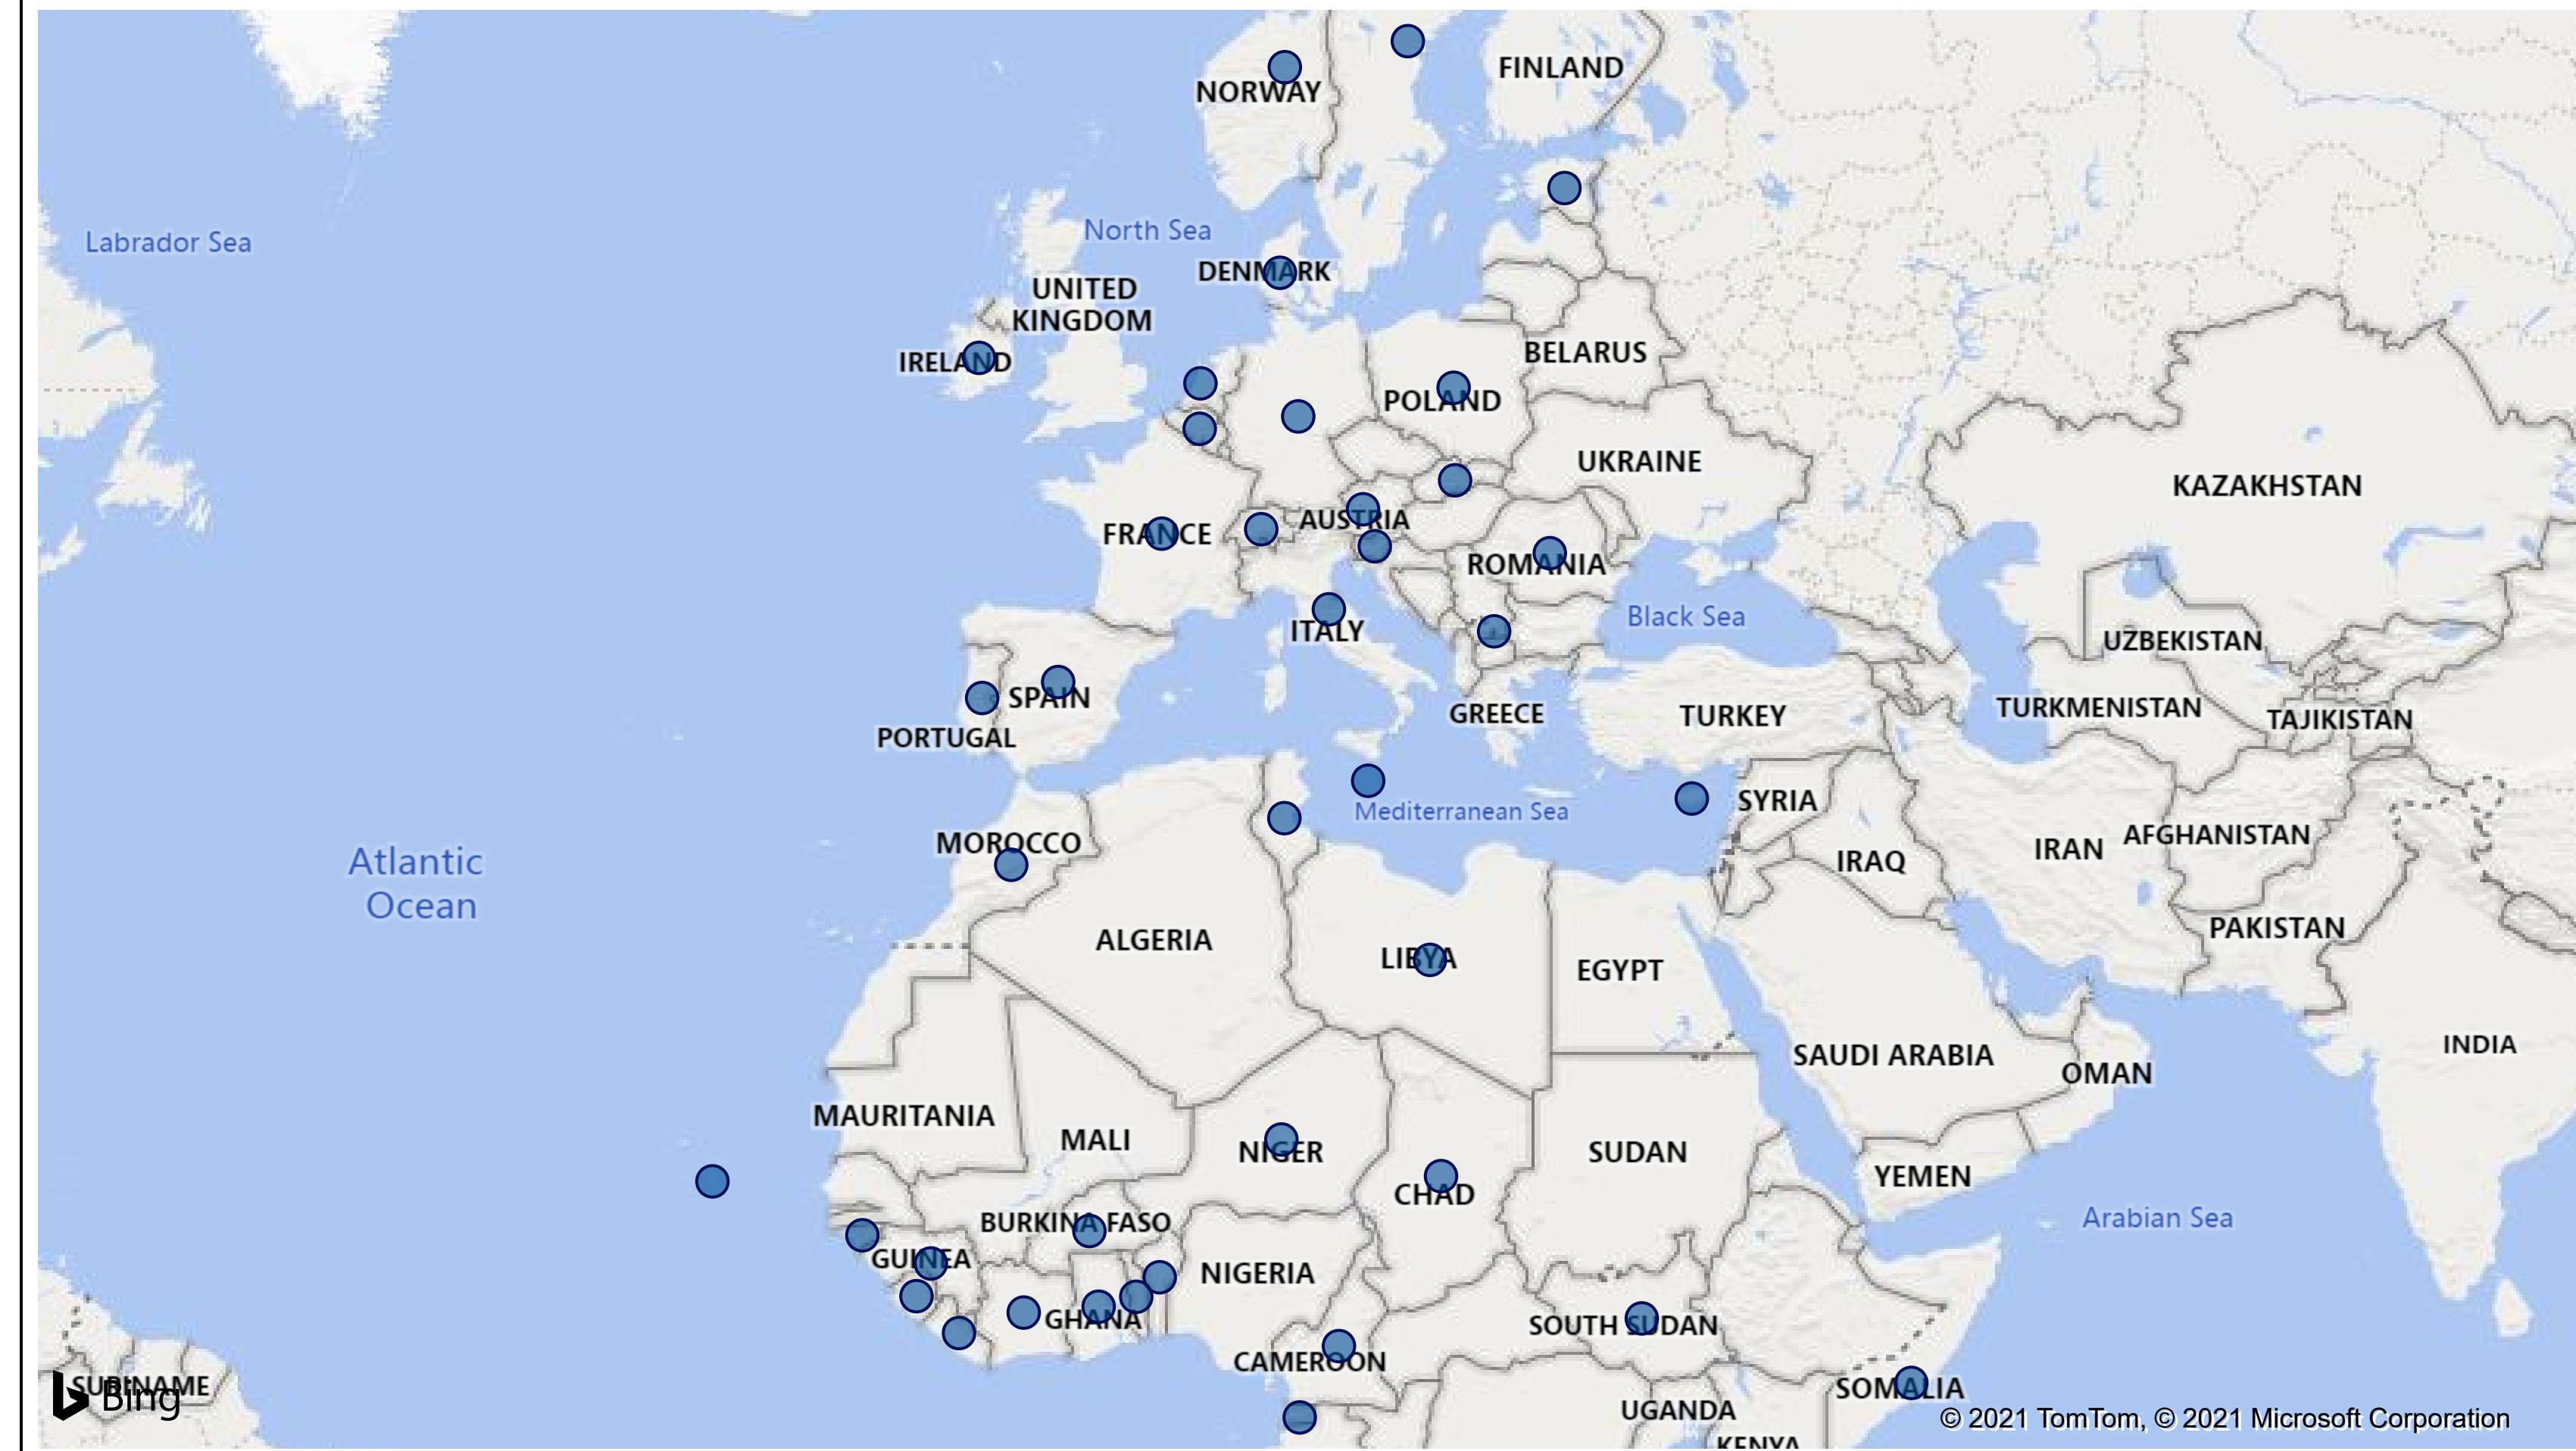 NORWAY
FINLAND
Labrador Sea
North Sea
DENMARK
UNITED
KINGDOM
IRELAND
BELARUS
POLAND
UKRAINE
KAZAKHSTAN
FRANCE
AUSTRIA
ROMANIA
Black Sea
ITALY
UZBEKISTAN
SPAIN
PORTUGAL
GREECE
TURKEY
TURKMENISTAN
TAJIKISTAN
Mediterranean Sea
SYRIA
MOROCCO
IRAQ
IRAN
AFGHANISTAN
Atlantic
Ocean
ALGERIA
LIBYA
EGYPT
PAKISTAN
SAUDI ARABIA
OMAN
INDIA
MAURITANIA
MALI
NIGER
CHAD
SUDAN
YEMEN
BURKINA FASO
Arabian Sea
GUINEA
NIGERIA
GHANA
SOUTH SUDAN
CAMEROON
SURINAME
Bing
SOMALIA
UGANDA
KENYA
© 2021 TomTom, © 2021 Microsoft Corporation